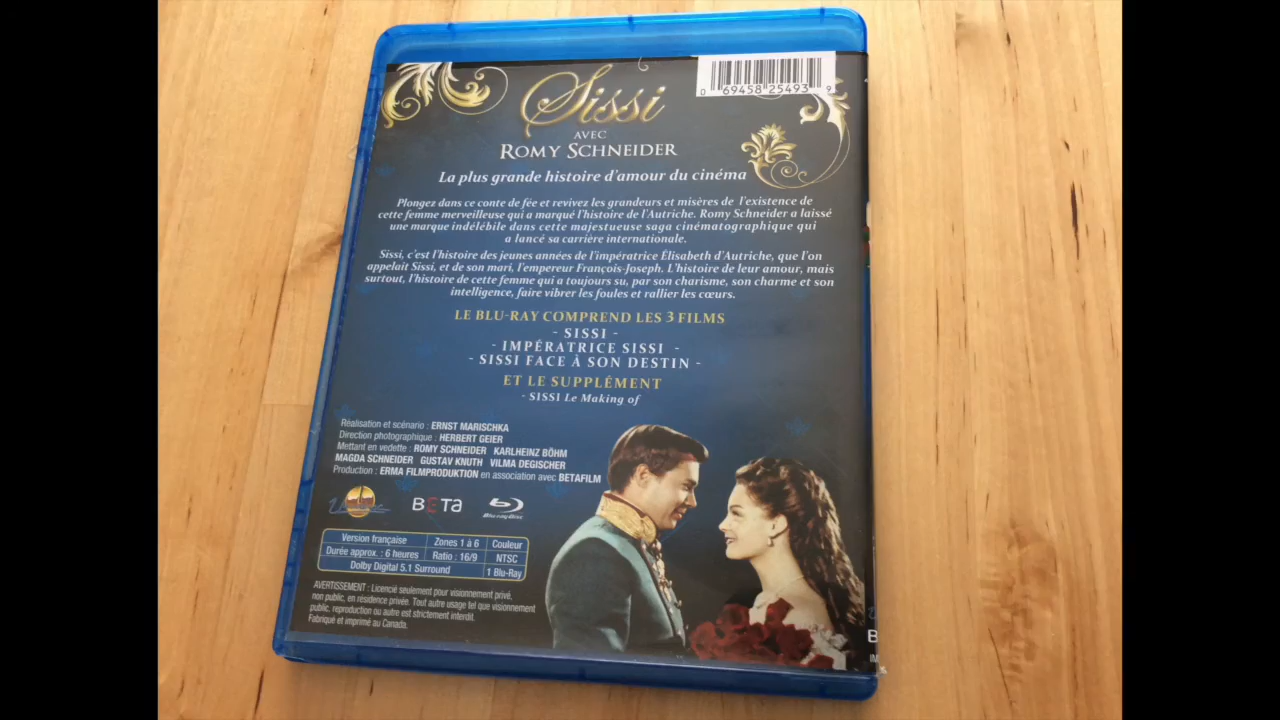 0 69458 25493 9
Sissi
AVEC
ROMY SCHNEIDER
La plus grande histoire d'amour du cinéma
Plongez dans ce conte de fée et revivez les grandeurs et misères de l'existence de
cette femme merveilleuse qui a marqué l'histoire de l'Autriche. Romy Schneider a laissé
une marque indélébile dans cette majestueuse saga cinématographique qui
a lancé sa carrière internationale.
Sissi, c'est l'histoire des jeunes années de l'impératrice Élisabeth d'Autriche, que l'on
appelait Sissi, et de son mari, l'empereur François-Joseph. L'histoire de leur amour, mais
surtout, l'histoire de cette femme qui a toujours su, par son charisme, son charme et son
intelligence, faire vibrer les foules et rallier les cœurs.
LE BLU-RAY COMPREND LES 3 FILMS
- SISSI -
- IMPÉRATRICE SISSI -
- SISSI FACE À SON DESTIN -
ET LE SUPPLÉMENT
- SISSI Le Making of
Réalisation et scénario : ERNST MARISCHKA
Direction photographique : HERBERT GEIER
Mettant en vedette : ROMY SCHNEIDER KARLHEINZ BÖHM
MAGDA SCHNEIDER GUSTAV KNUTH VILMA DEGISCHER
Production : ERMA FILMPRODUKTION en association avec BETAFILM
BETA Blu-ray Disc
Version française Zones 1 à 6 Couleur
Durée approx. : 6 heures Ratio : 16/9 NTSC
Dolby Digital 5.1 Surround 1 Blu-Ray
AVERTISSEMENT : Licencié seulement pour visionnement privé,
non public, en résidence privée. Tout autre usage tel que visionnement
public, reproduction ou autre est strictement interdit.
Fabriqué et imprimé au Canada.